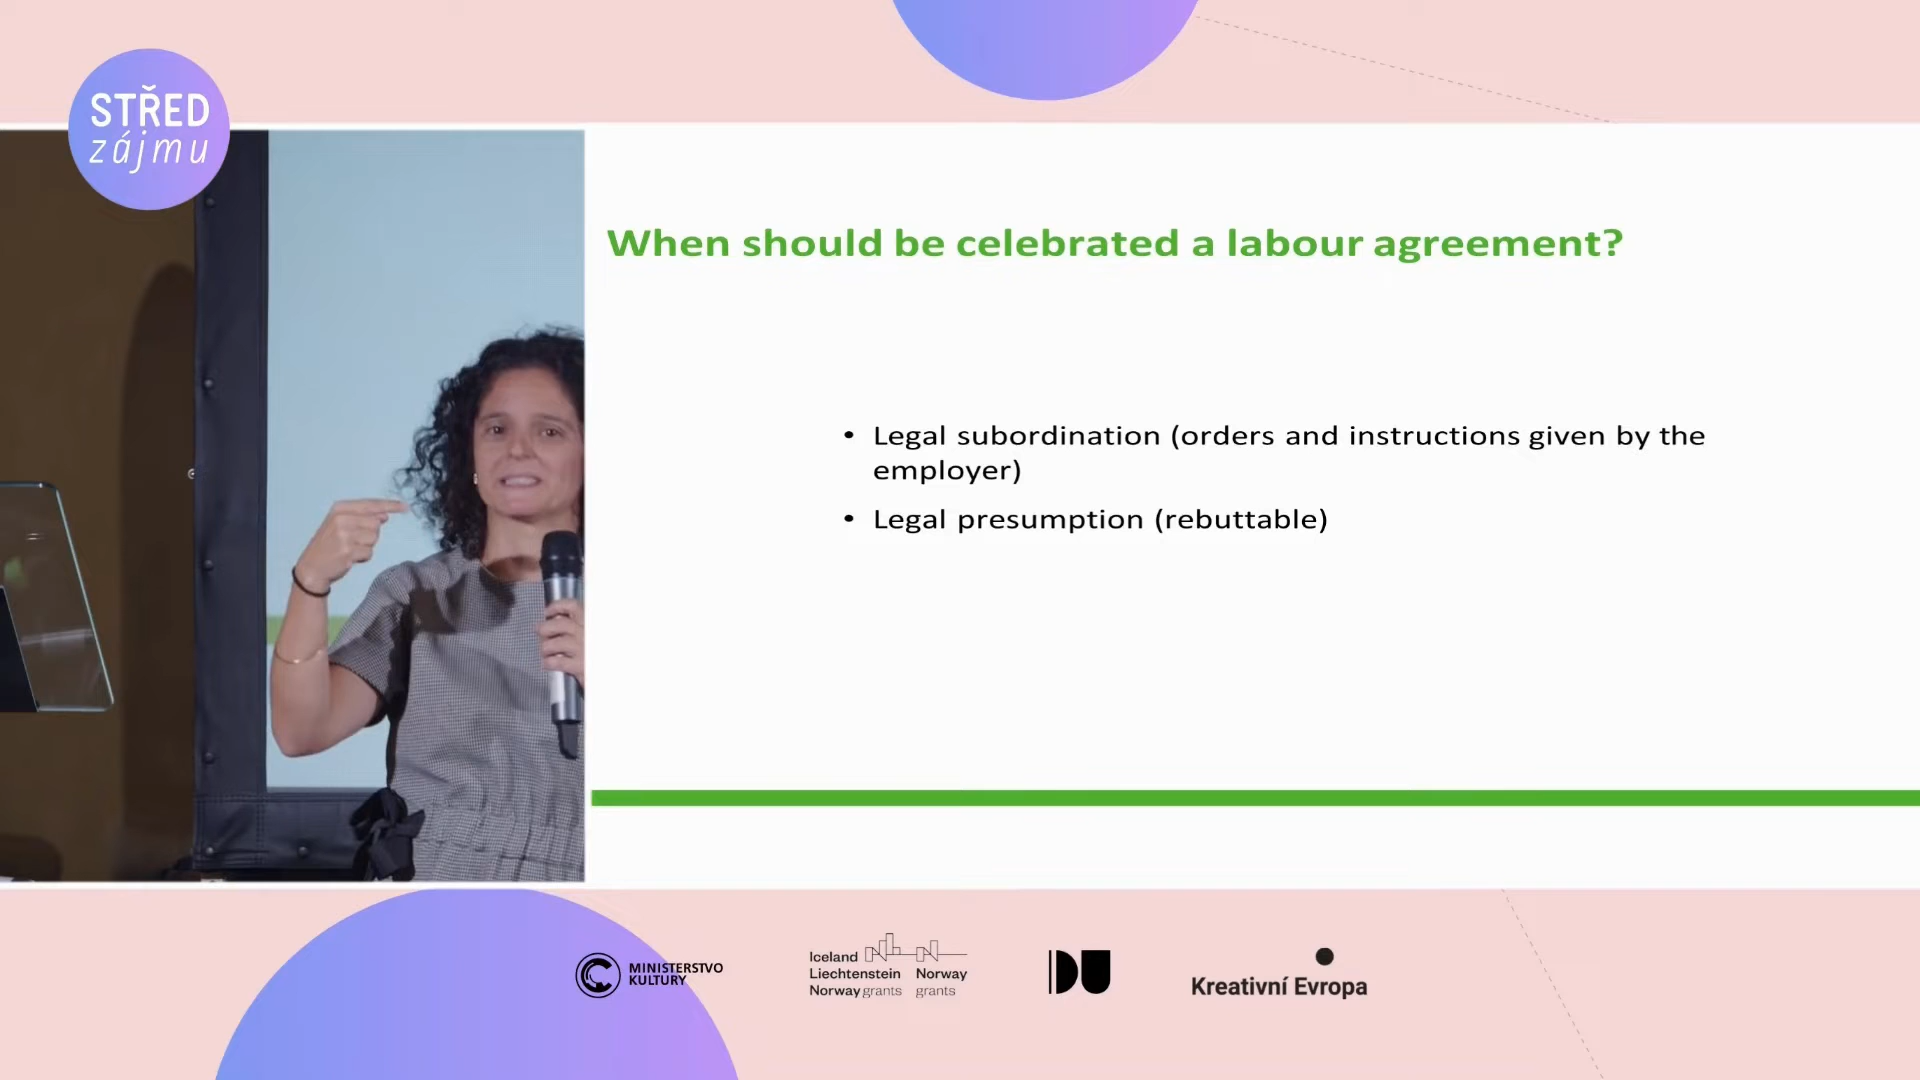 STŘED
zájmu
When should be celebrated a labour agreement?
• Legal subordination (orders and instructions given by the
employer)
• Legal presumption (rebuttable)
MINISTERSTVO
KULTURY
Iceland
Liechtenstein
Norway grants
Norway
grants
DU
Kreativní Evropa